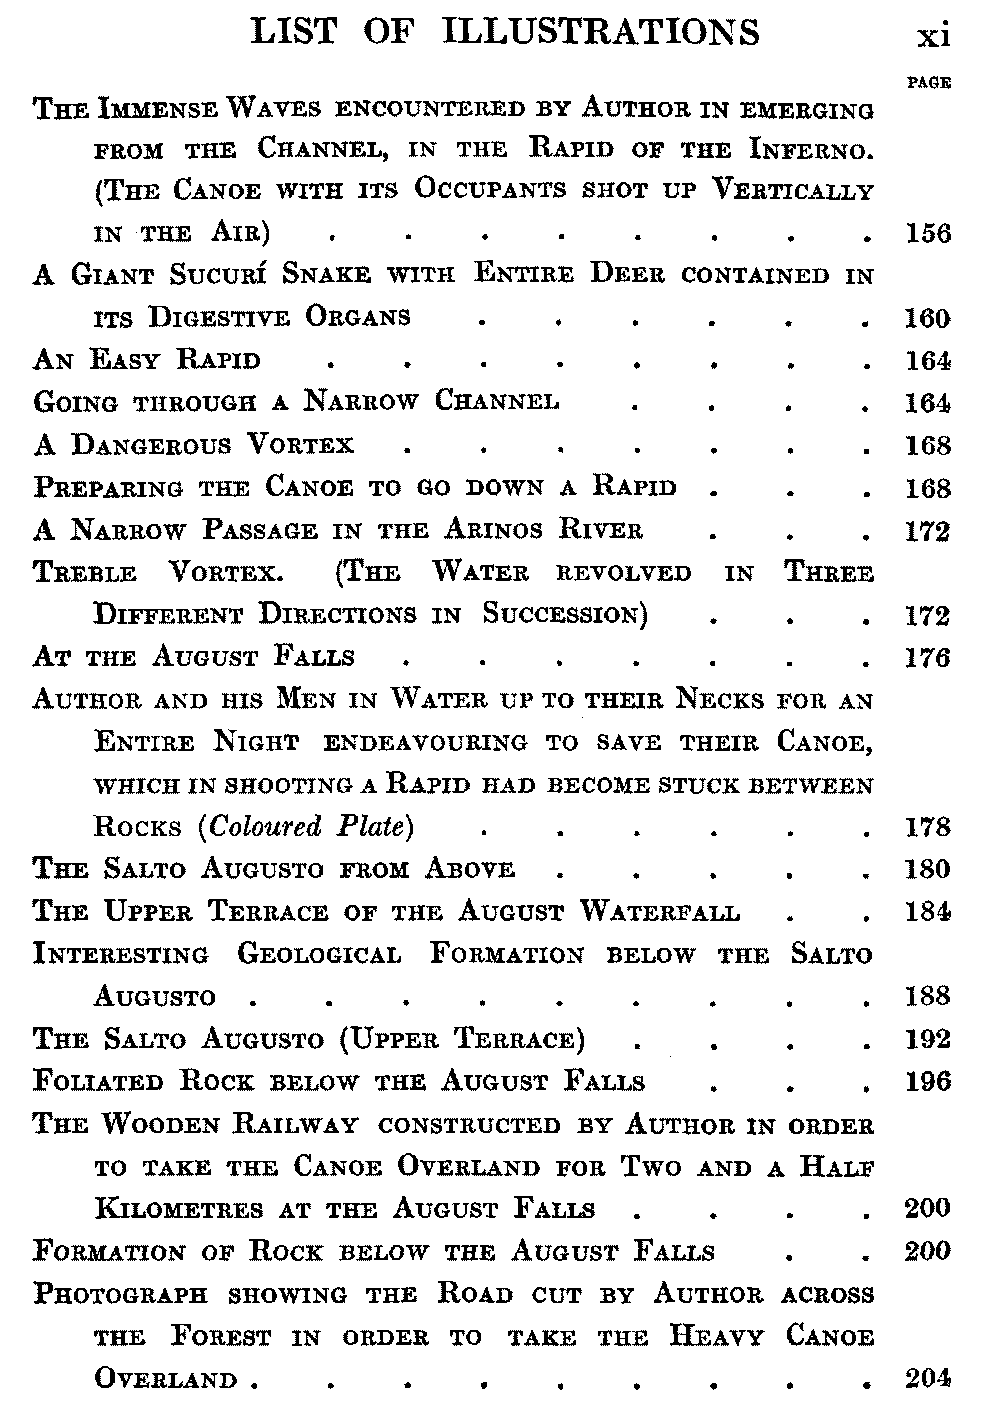 LIST OF ILLUSTRATIONS xi
PAGE
THE IMMENSE WAVES ENCOUNTERED BY AUTHOR IN EMERGING
FROM THE CHANNEL, IN THE RAPID OF THE INFERNO.
(THE CANOE WITH ITS OCCUPANTS SHOT UP VERTICALLY
IN THE AIR) . . . . . . . . 156
A GIANT SUCURÍ SNAKE WITH ENTIRE DEER CONTAINED IN
ITS DIGESTIVE ORGANS . . . . . . 160
AN EASY RAPID . . . . . . . . 164
GOING THROUGH A NARROW CHANNEL . . . . 164
A DANGEROUS VORTEX . . . . . . . 168
PREPARING THE CANOE TO GO DOWN A RAPID . . . 168
A NARROW PASSAGE IN THE ARINOS RIVER . . . 172
TREBLE VORTEX. (THE WATER REVOLVED IN THREE
DIFFERENT DIRECTIONS IN SUCCESSION) . . . 172
AT THE AUGUST FALLS . . . . . . . 176
AUTHOR AND HIS MEN IN WATER UP TO THEIR NECKS FOR AN
ENTIRE NIGHT ENDEAVOURING TO SAVE THEIR CANOE,
WHICH IN SHOOTING A RAPID HAD BECOME STUCK BETWEEN
ROCKS (Coloured Plate) . . . . . . 178
THE SALTO AUGUSTO FROM ABOVE . . . . . 180
THE UPPER TERRACE OF THE AUGUST WATERFALL . . 184
INTERESTING GEOLOGICAL FORMATION BELOW THE SALTO
AUGUSTO . . . . . . . . . 188
THE SALTO AUGUSTO (UPPER TERRACE) . . . . 192
FOLIATED ROCK BELOW THE AUGUST FALLS . . . 196
THE WOODEN RAILWAY CONSTRUCTED BY AUTHOR IN ORDER
TO TAKE THE CANOE OVERLAND FOR TWO AND A HALF
KILOMETRES AT THE AUGUST FALLS . . . . 200
FORMATION OF ROCK BELOW THE AUGUST FALLS . . 200
PHOTOGRAPH SHOWING THE ROAD CUT BY AUTHOR ACROSS
THE FOREST IN ORDER TO TAKE THE HEAVY CANOE
OVERLAND . . . . . . . . . 204